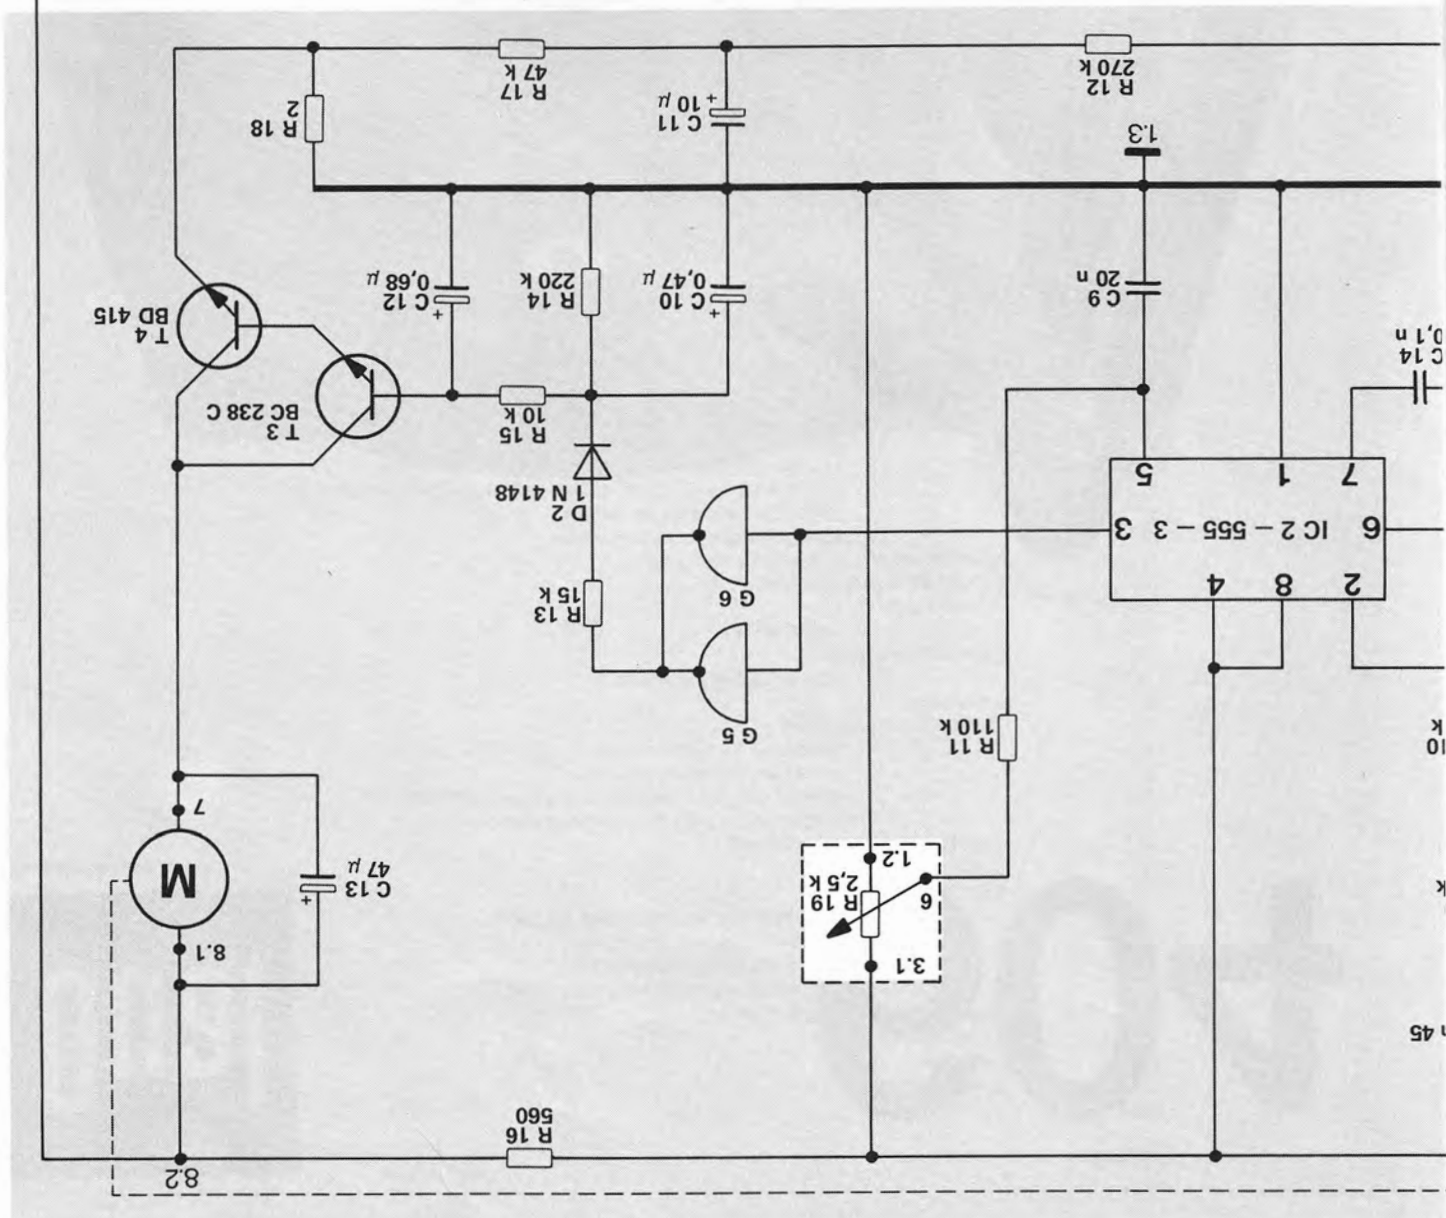 8.2
R 16
560
45
3.1
8.1
6
R 19
2,5 k
1.2
k
C 13
47 µ
M
7
R 11
110 k
10
k
G 5
R 13
15 k
G 6
2
8
4
6
IC 2 – 555 – 3
3
7
1
5
D 2
1 N 4148
R 15
10 k
T 3
BC 238 C
C 14
0,1 n
C 9
20 n
C 10
0,47 µ
R 14
220 k
C 12
0,68 µ
T 4
BD 415
1.3
C 11
10 µ
R 18
2
R 12
270 k
R 17
47 k